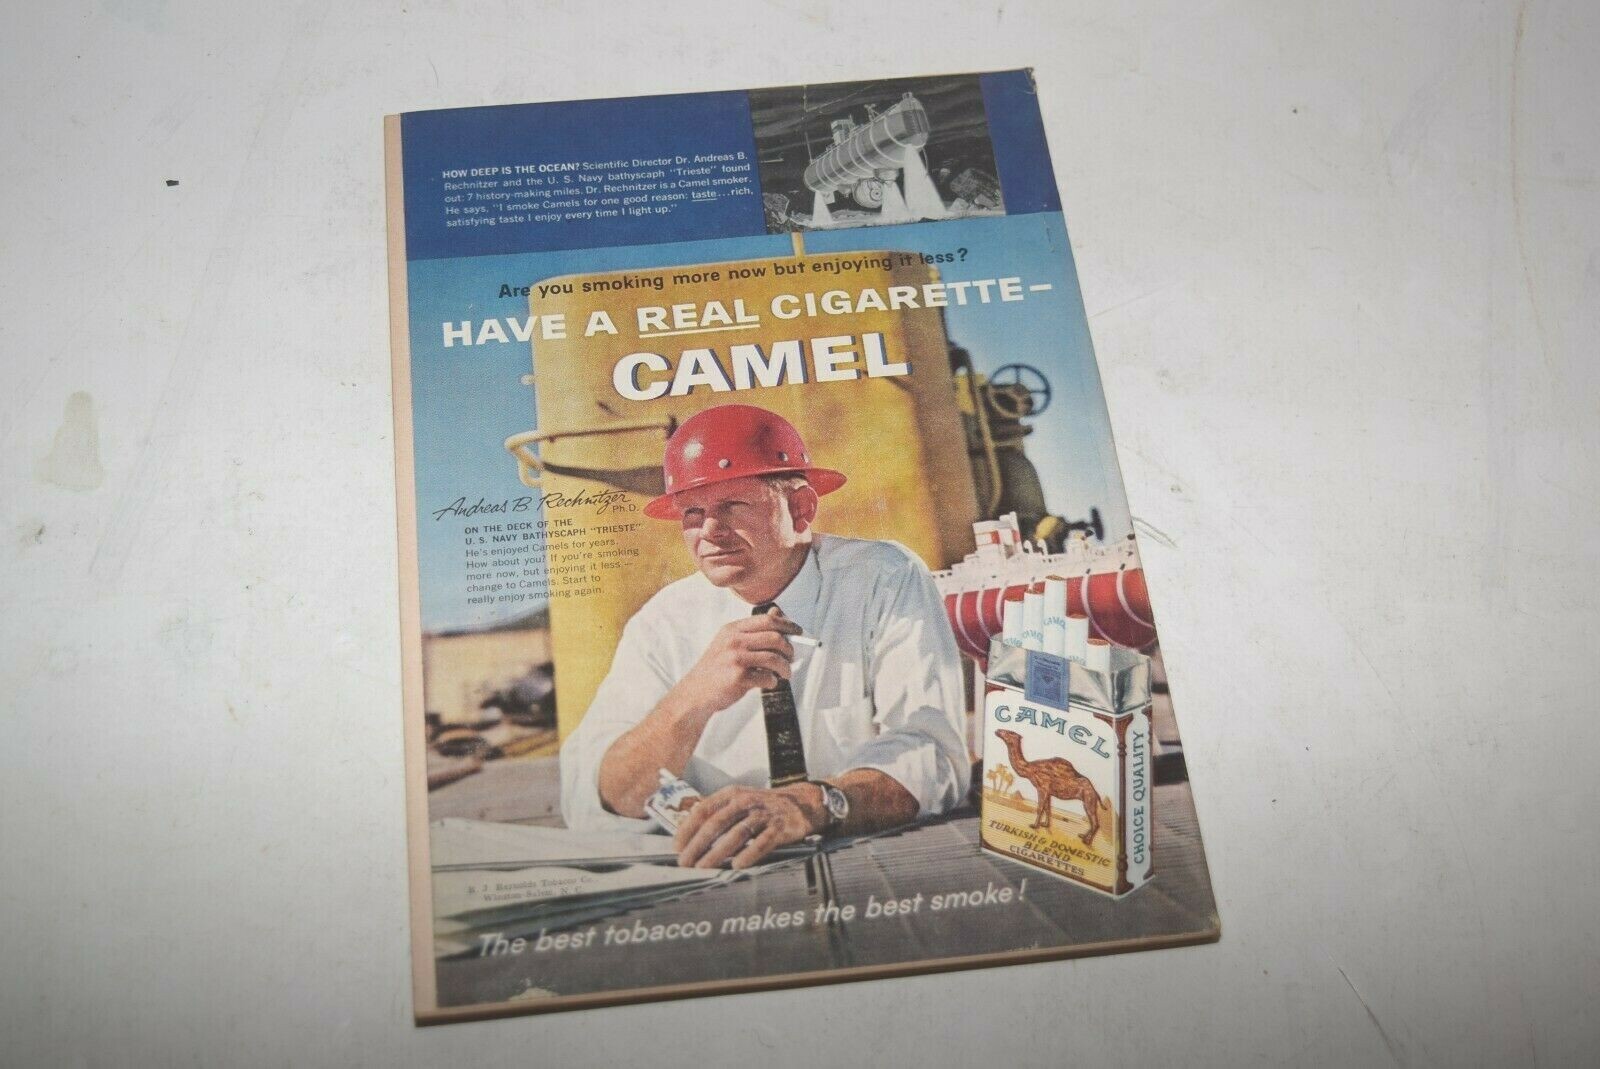 HOW DEEP IS THE OCEAN? Scientific Director Dr. Andreas B.
Rechnitzer and the U. S. Navy bathyscaph "Trieste" found
out: 7 history-making miles. Dr. Rechnitzer is a Camel smoker.
He says, "I smoke Camels for one good reason: taste...rich,
satisfying taste I enjoy every time I light up."
Are you smoking more now but enjoying it less?
HAVE A REAL CIGARETTE-
CAMEL
Andreas B. Rechnitzer
Ph.D.
ON THE DECK OF THE
U. S. NAVY BATHYSCAPH "TRIESTE"
He's enjoyed Camels for years.
How about you? If you're smoking
more now, but enjoying it less —
change to Camels. Start to
really enjoy smoking again.
CAMEL
CAMEL
CAMEL
CAMEL
TURKISH & DOMESTIC
BLEND
CIGARETTES
CHOICE QUALITY
R. J. Reynolds Tobacco Co.,
Winston-Salem, N. C.
The best tobacco makes the best smoke!